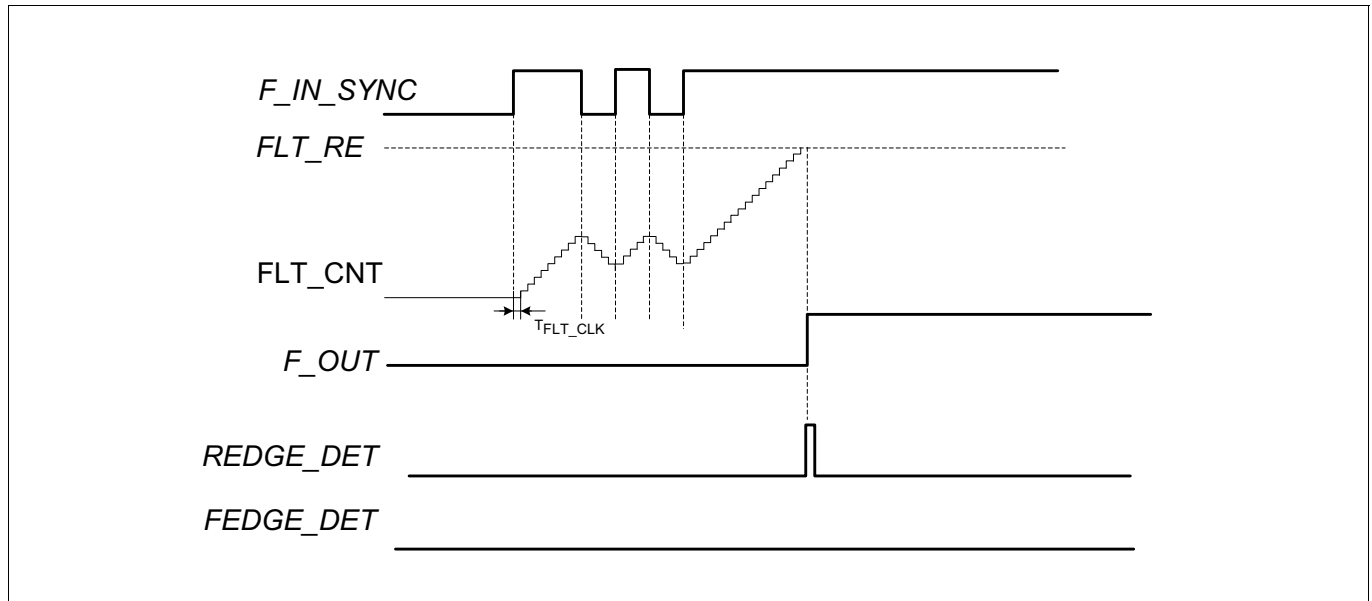 F_IN_SYNC
FLT_RE
FLT_CNT
TFLT_CLK
F_OUT
REDGE_DET
FEDGE_DET